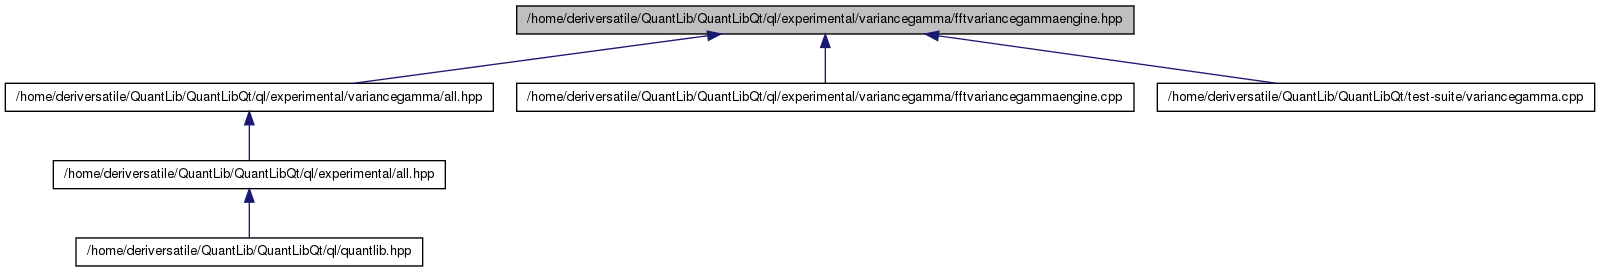 /home/deriversatile/QuantLib/QuantLibQt/ql/experimental/variancegamma/fftvariancegammaengine.hpp
/home/deriversatile/QuantLib/QuantLibQt/ql/experimental/variancegamma/all.hpp
/home/deriversatile/QuantLib/QuantLibQt/ql/experimental/variancegamma/fftvariancegammaengine.cpp
/home/deriversatile/QuantLib/QuantLibQt/test-suite/variancegamma.cpp
/home/deriversatile/QuantLib/QuantLibQt/ql/experimental/all.hpp
/home/deriversatile/QuantLib/QuantLibQt/ql/quantlib.hpp